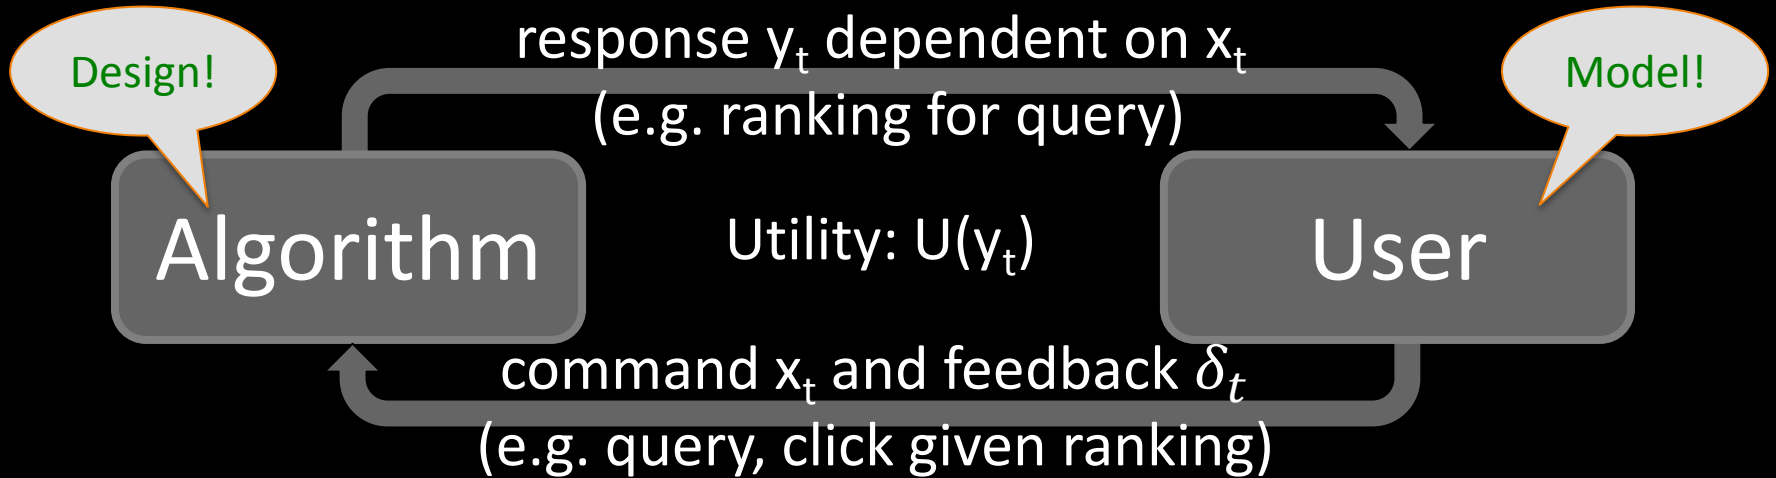 response yₜ dependent on xₜ
Design!
Model!
(e.g. ranking for query)
Algorithm
Utility: U(yₜ)
User
command xₜ and feedback δₜ
(e.g. query, click given ranking)